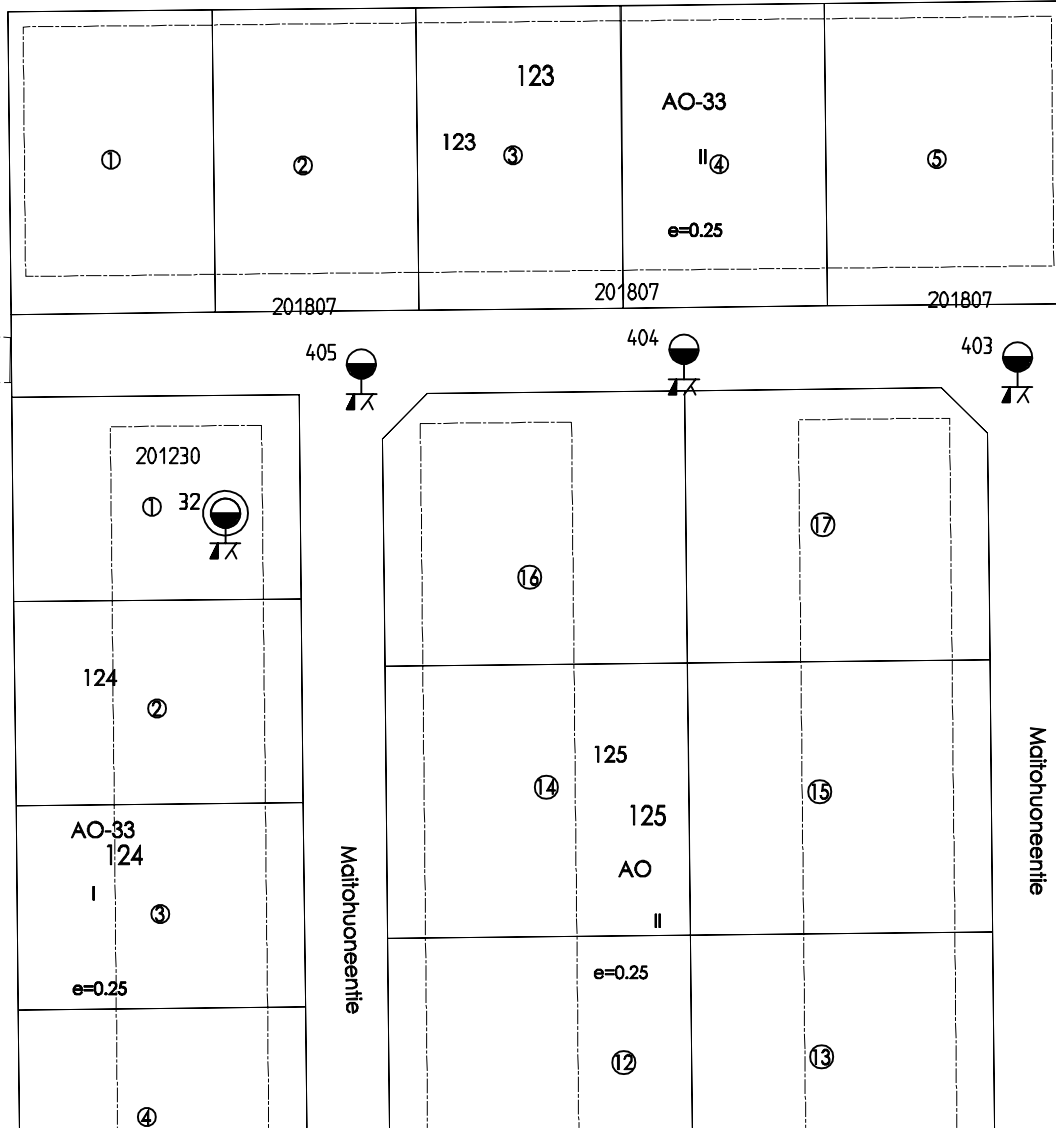 123
AO-33
123
①
②
③
II
④
⑤
e=0.25
201807
201807
201807
405
404
403
201230
①
32
⑰
⑯
124
②
125
⑭
⑮
125
AO-33
124
AO
I
③
II
Maitohuoneentie
Maitohuoneentie
e=0.25
e=0.25
⑫
⑬
④